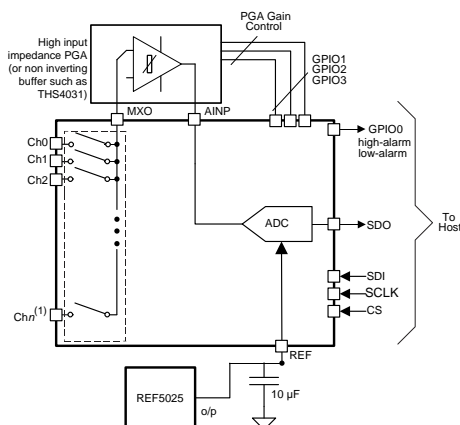 PGA Gain
Control
High input
impedance PGA
(or non inverting
buffer such as
THS4031)
GPIO1
GPIO2
GPIO3
MXO
AINP
Ch0
Ch1
Ch2
GPIO0
high-alarm
low-alarm
To
Host
ADC
SDO
SDI
SCLK
CS
Chn(1)
REF
REF5025
o/p
10 µF